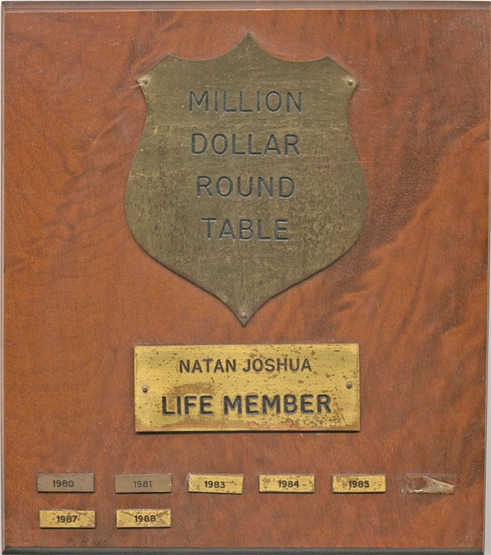 MILLION
DOLLAR
ROUND
TABLE
NATAN JOSHUA
LIFE MEMBER
1980 1981 1983 1984 1985
1987 1988